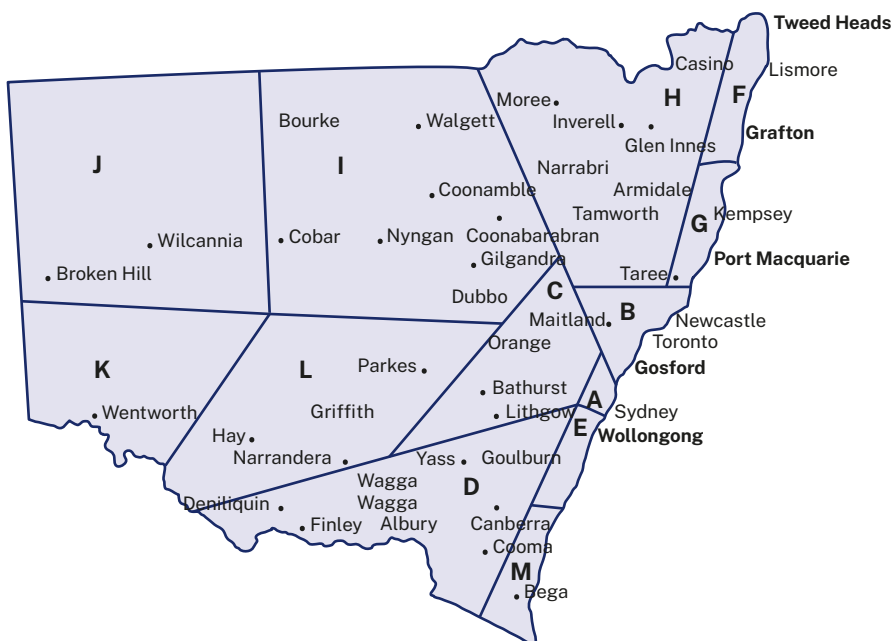 Tweed Heads
Casino
Lismore
H
F
Moree
Inverell
Bourke
Walgett
Grafton
Glen Innes
J
I
Narrabri
Coonamble
Armidale
Tamworth
G
Kempsey
Wilcannia
Cobar
Nyngan
Coonabarabran
Gilgandra
Port Macquarie
Broken Hill
Taree
Dubbo
C
Maitland
B
Newcastle
Orange
Toronto
K
L
Parkes
Gosford
Bathurst
A
Wentworth
Griffith
Lithgow
Sydney
E
Wollongong
Hay
Narrandera
Yass
Goulburn
Wagga
Wagga
D
Deniliquin
Finley
Albury
Canberra
Cooma
M
Bega